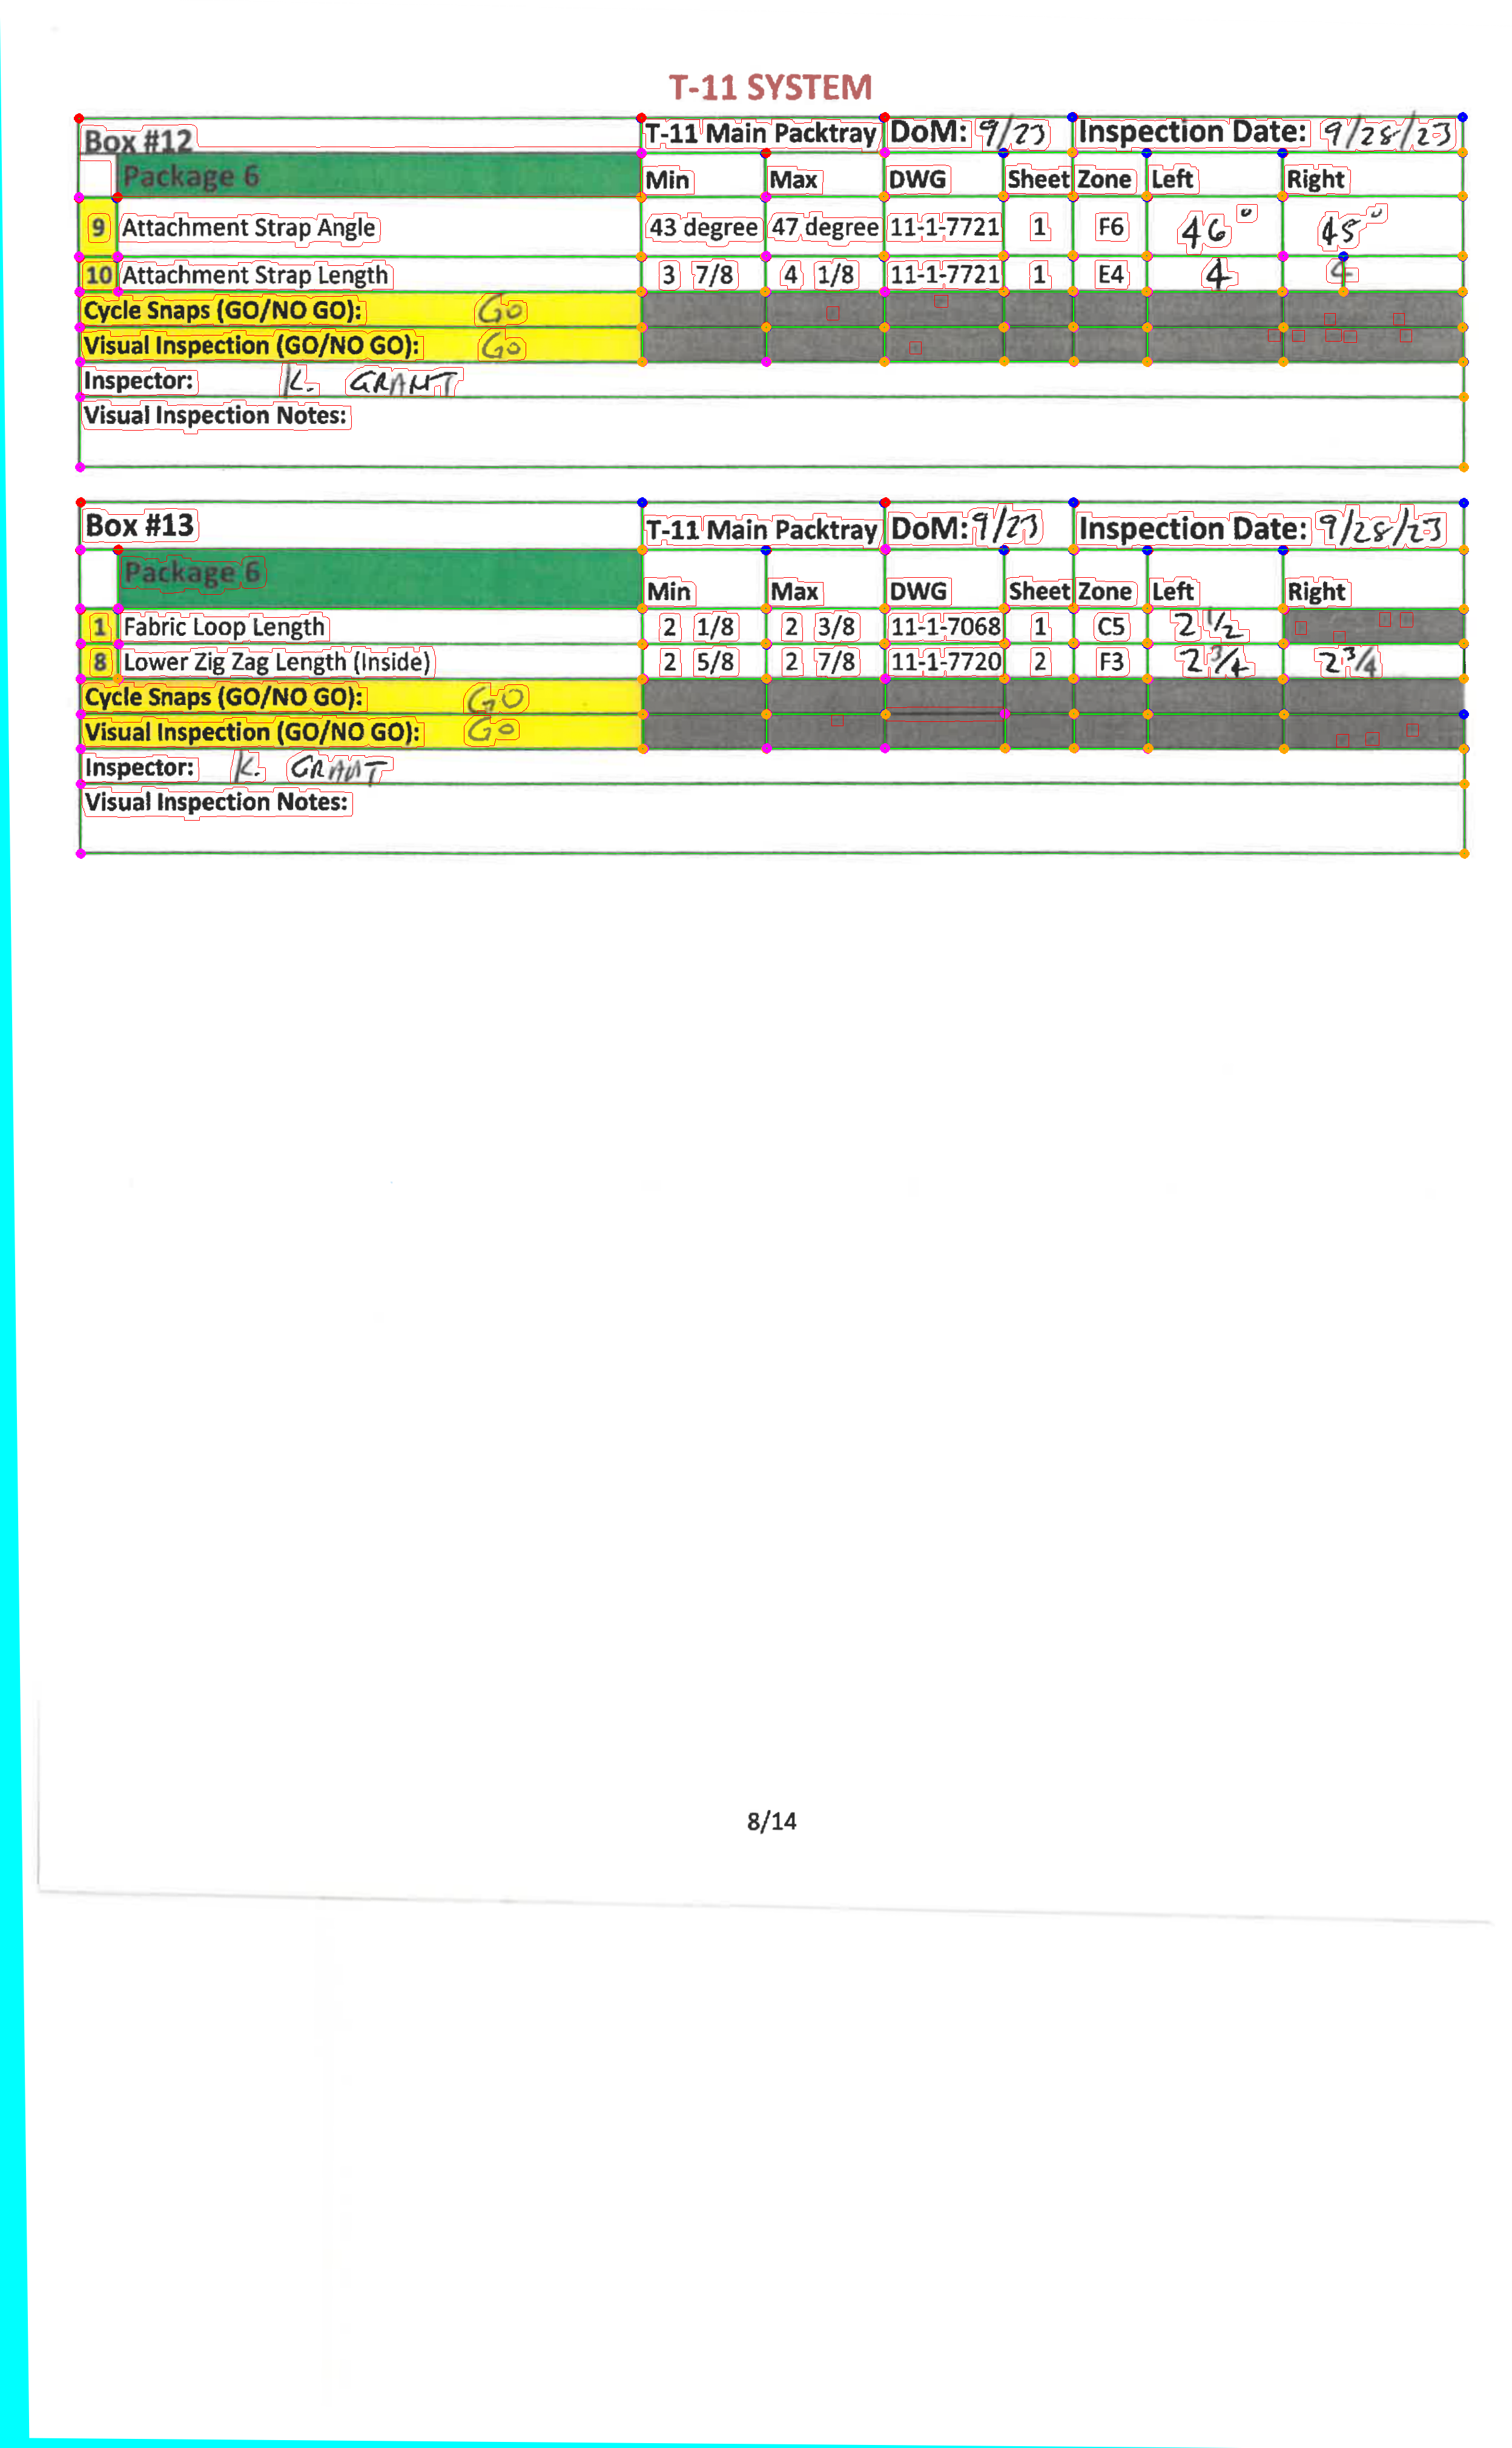 T-11 SYSTEM
Box #12 T-11 Main Packtray DoM: 9/23 Inspection Date: 9/28/23
Package 6 Min Max DWG Sheet Zone Left Right
9 Attachment Strap Angle 43 degree 47 degree 11-1-7721 1 F6 46° 45°
10 Attachment Strap Length 3 7/8 4 1/8 11-1-7721 1 E4 4 4
Cycle Snaps (GO/NO GO): GO
Visual Inspection (GO/NO GO): GO
Inspector: K. GRANT
Visual Inspection Notes:
Box #13 T-11 Main Packtray DoM: 9/23 Inspection Date: 9/28/23
Package 6 Min Max DWG Sheet Zone Left Right
1 Fabric Loop Length 2 1/8 2 3/8 11-1-7068 1 C5 2 1/2
8 Lower Zig Zag Length (Inside) 2 5/8 2 7/8 11-1-7720 2 F3 2 3/4 2 3/4
Cycle Snaps (GO/NO GO): GO
Visual Inspection (GO/NO GO): GO
Inspector: K. GRANT
Visual Inspection Notes:
8/14